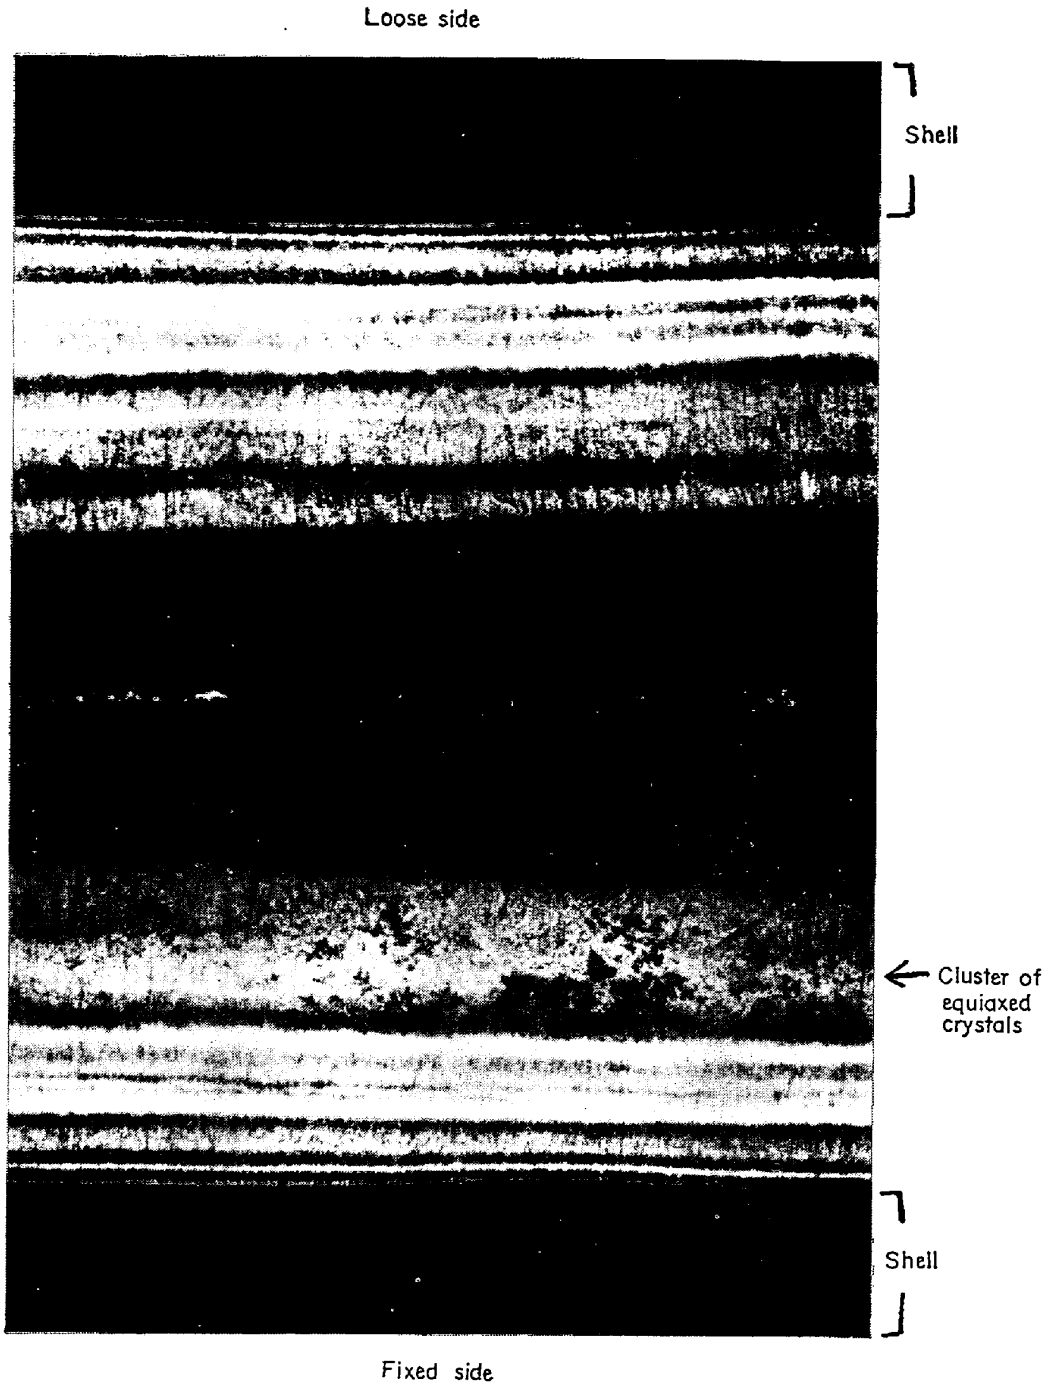 Loose side
Shell
Cluster of
equiaxed
crystals
Shell
Fixed side